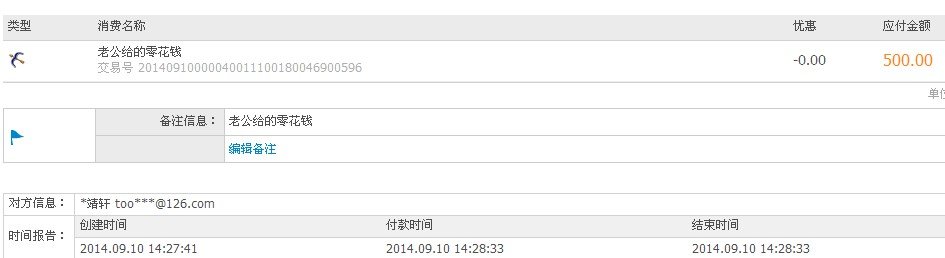 类型 消费名称 优惠 应付金额
老公给的零花钱
交易号 20140910000040011100180046900596 -0.00 500.00
备注信息： 老公给的零花钱
编辑备注
对方信息： *婧轩 too***@126.com
创建时间 付款时间 结束时间
时间报告：
2014.09.10 14:27:41 2014.09.10 14:28:33 2014.09.10 14:28:33